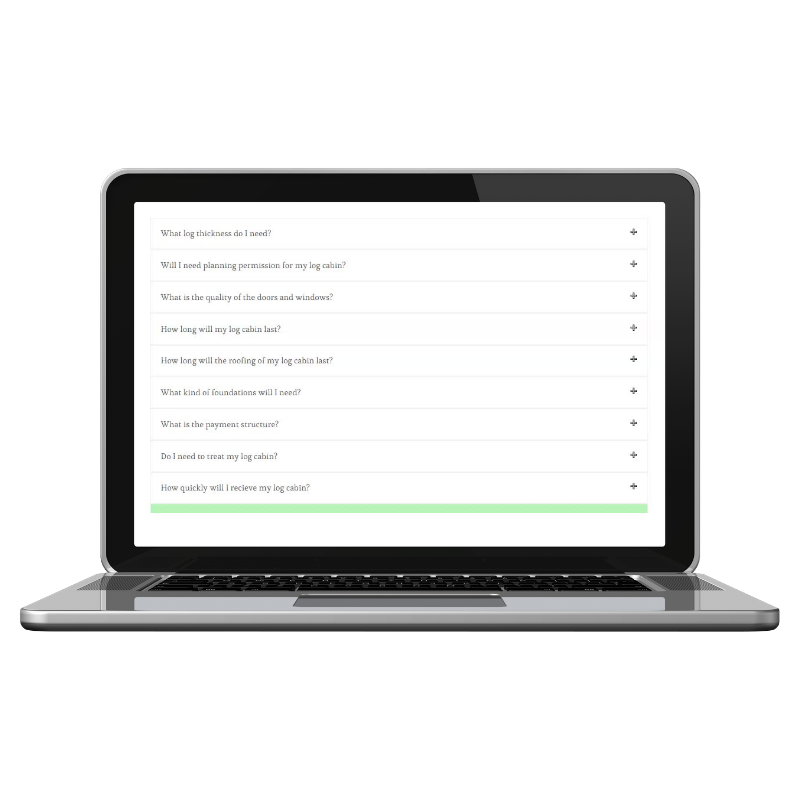 What log thickness do I need?
Will I need planning permission for my log cabin?
What is the quality of the doors and windows?
How long will my log cabin last?
How long will the roofing of my log cabin last?
What kind of foundations will I need?
What is the payment structure?
Do I need to treat my log cabin?
How quickly will i recieve my log cabin?